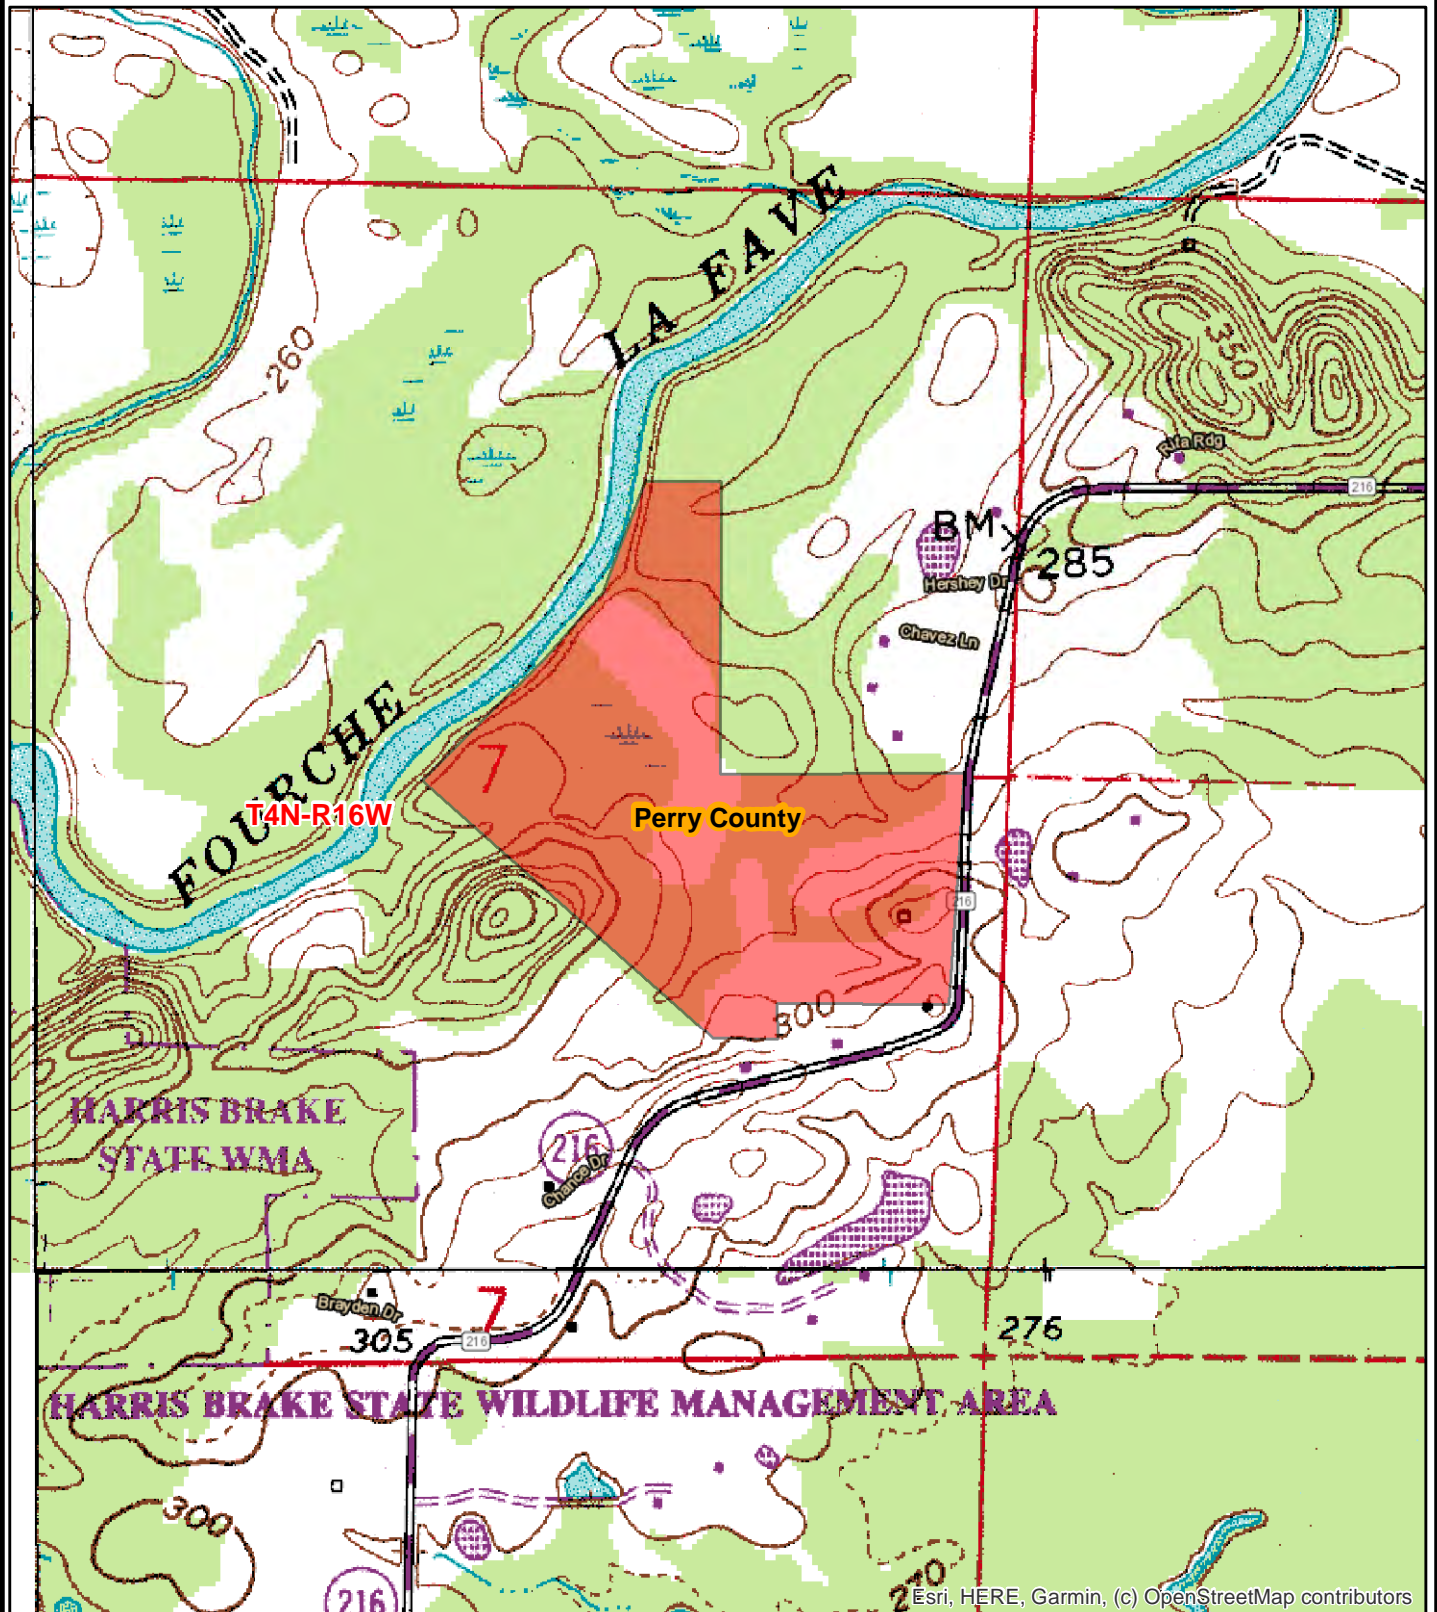 LA FAVE
260
350
Rita Rdg
216
BM
285
Hershey Dr
Chavez Ln
FOURCHE
7
T4N-R16W
Perry County
216
300
HARRIS BRAKE
STATE WMA
216
Chance Dr
7
Brayden Dr
305
216
276
HARRIS BRAKE STATE WILDLIFE MANAGEMENT AREA
300
216
270
Esri, HERE, Garmin, (c) OpenStreetMap contributors